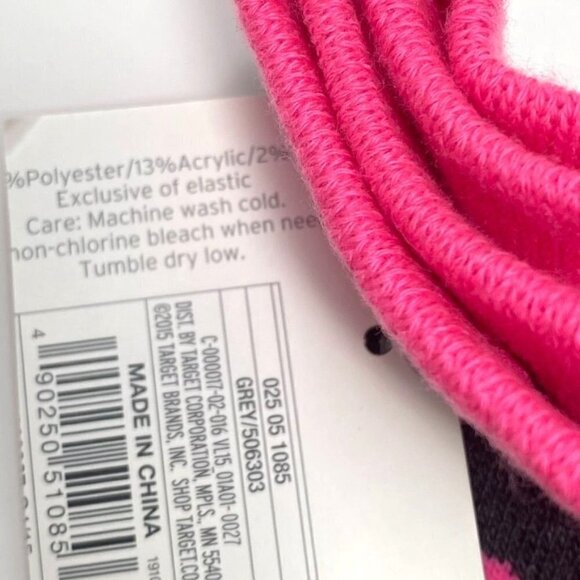 %Polyester/13%Acrylic/2%
Exclusive of elastic
Care: Machine wash cold.
non-chlorine bleach when nee
Tumble dry low.
025 05 1085
GREY/506303
C-000017-02-016 VL15_01A01-0027
DIST. BY TARGET CORPORATION, MPLS., MN 5540
©2015 TARGET BRANDS, INC. SHOP TARGET.CO
MADE IN CHINA
191
4 90250 51085